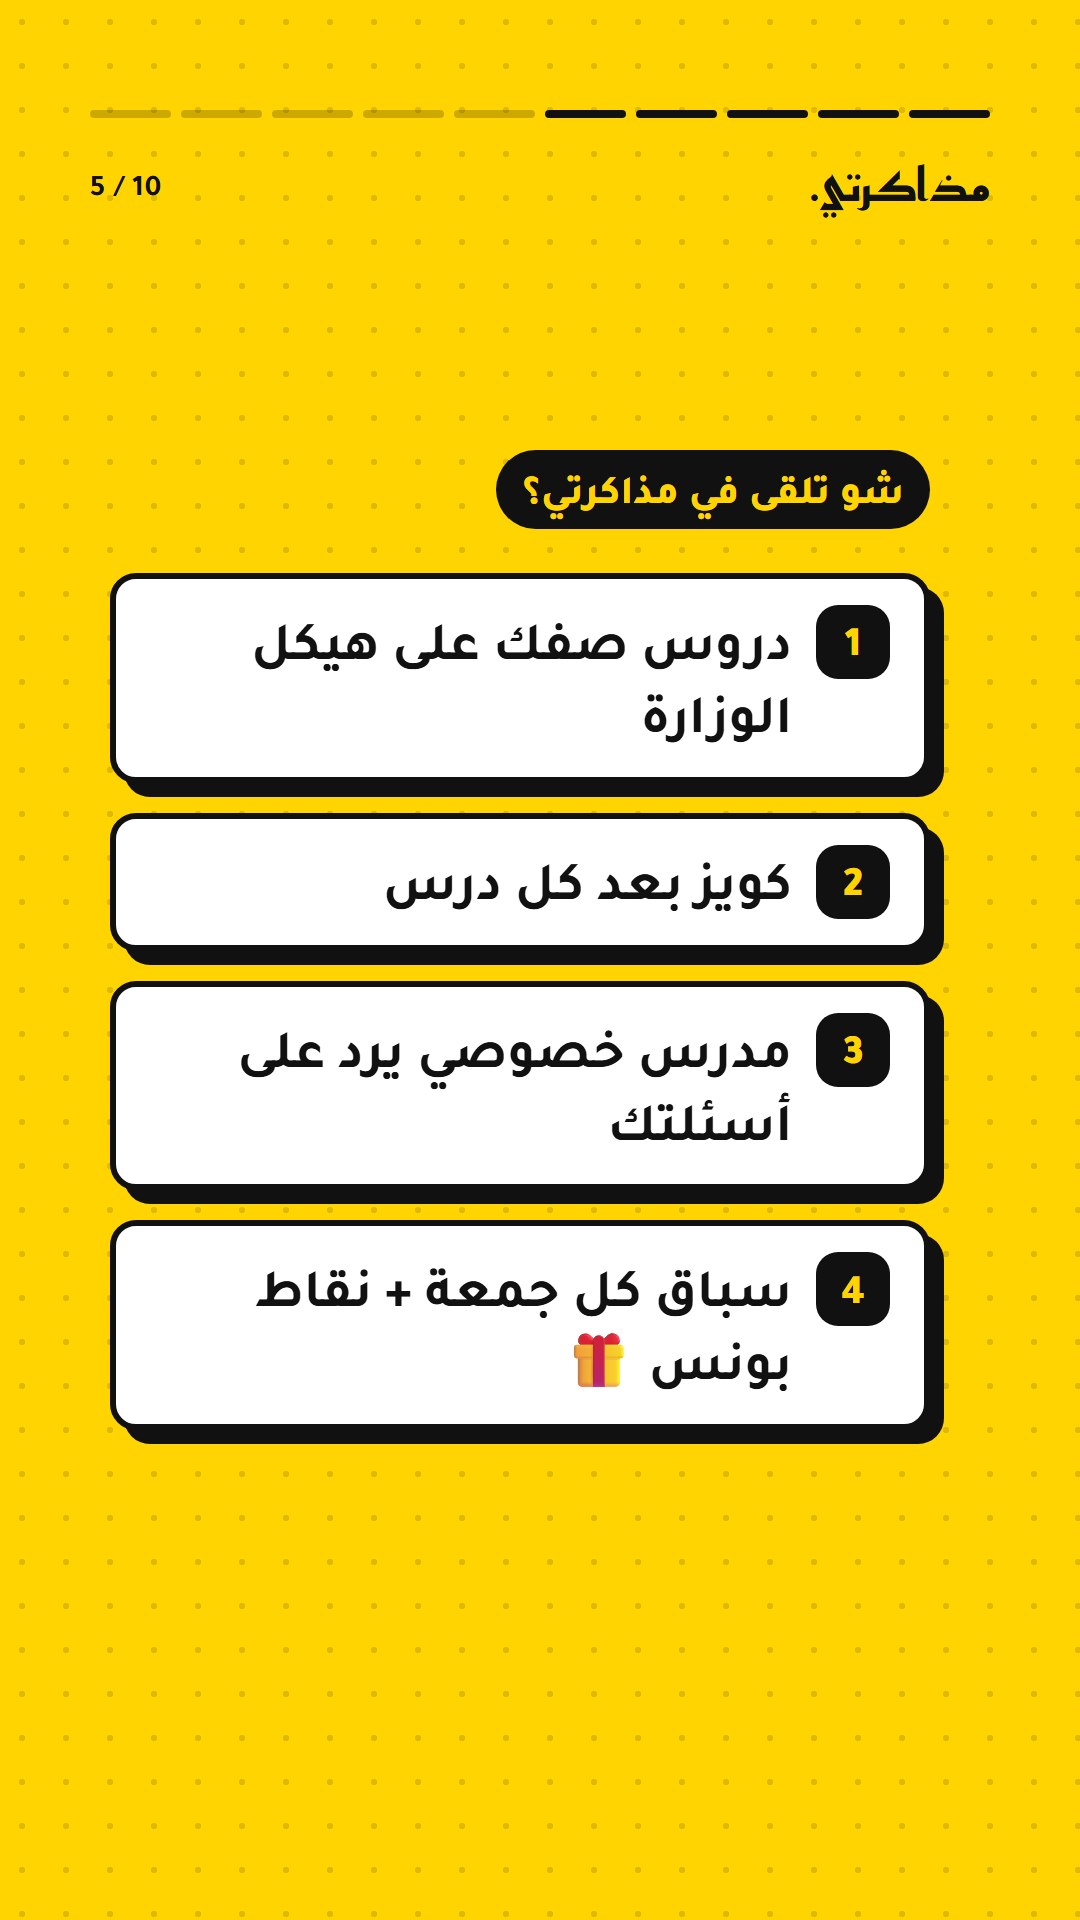 مذاكرتي.
5 / 10
شو تلقى في مذاكرتي؟
1
دروس صفك على هيكل
الوزارة
2
كويز بعد كل درس
3
مدرس خصوصي يرد على
أسئلتك
4
سباق كل جمعة + نقاط
بونس 🎁